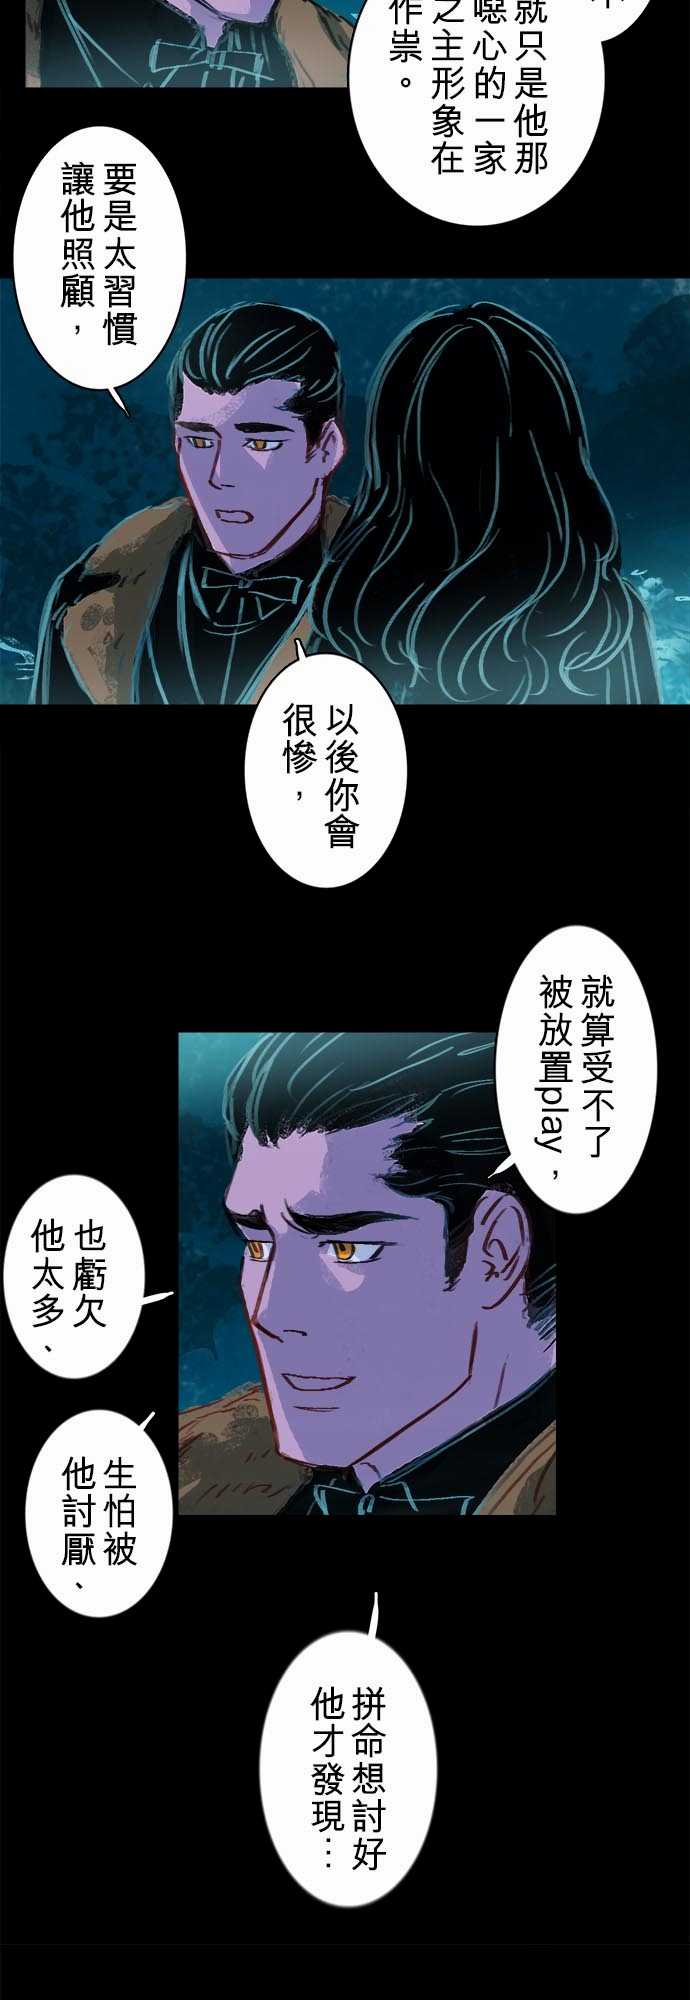 就只是他那
噁心的一家
之主形象在
作祟。
要是太習慣
讓他照顧，
以後你會
很慘，
就算受不了
被放置play，
也虧欠
他太多、
生怕被
他討厭、
拼命想討好
他才發現…